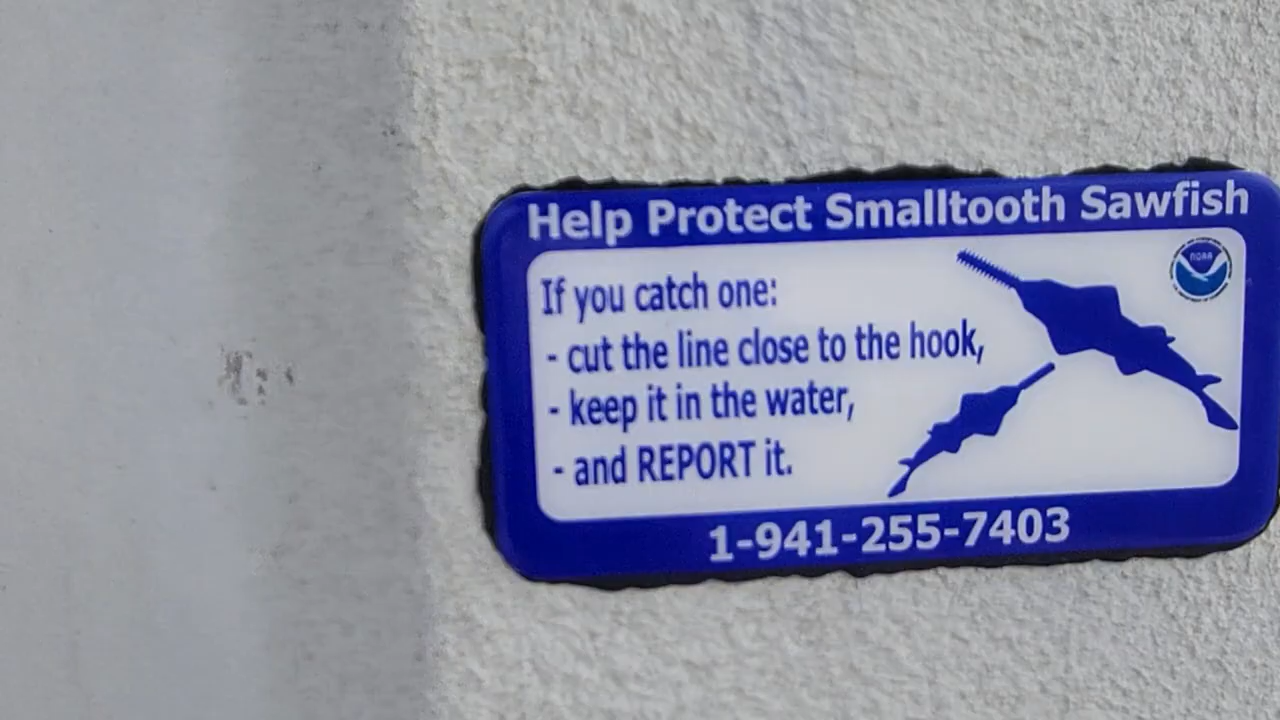 Help Protect Smalltooth Sawfish
If you catch one:
- cut the line close to the hook,
- keep it in the water,
- and REPORT it.
1-941-255-7403
NOAA